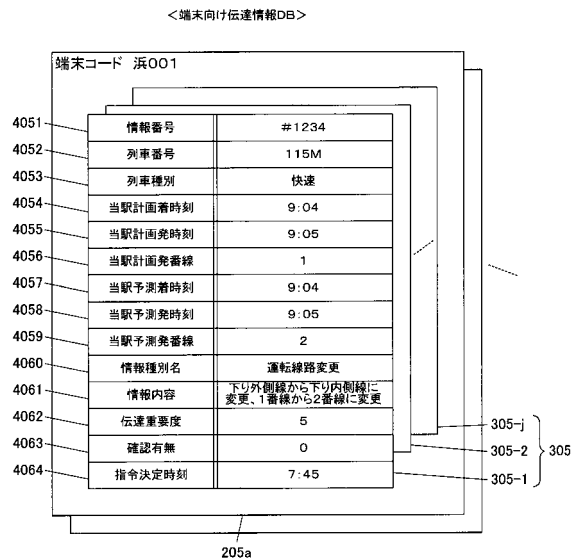 ＜端末向け伝達情報DB＞
端末コード 浜001
4051 情報番号 #1234
4052 列車番号 115M
4053 列車種別 快速
4054 当駅計画着時刻 9:04
4055 当駅計画発時刻 9:05
4056 当駅計画発番線 1
4057 当駅予測着時刻 9:04
4058 当駅予測発時刻 9:05
4059 当駅予測発番線 2
4060 情報種別名 運転線路変更
4061 情報内容 下り外側線から下り内側線に
変更、1番線から2番線に変更
4062 伝達重要度 5
4063 確認有無 0
4064 指令決定時刻 7:45
305-j
305-2
305-1
305
205a